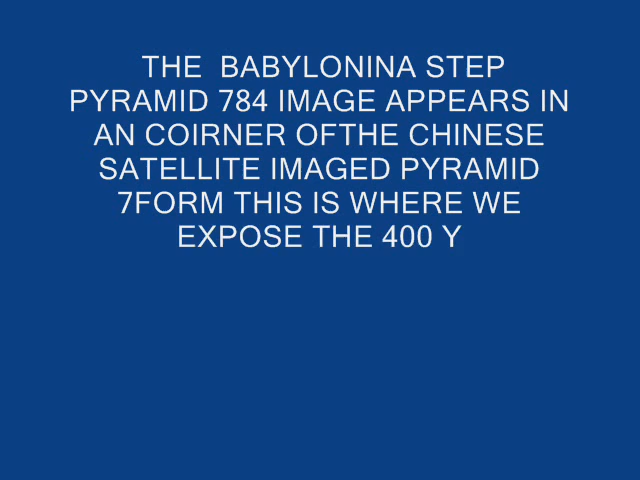 THE  BABYLONINA STEP
PYRAMID 784 IMAGE APPEARS IN
AN COIRNER OFTHE CHINESE
SATELLITE IMAGED PYRAMID
7FORM THIS IS WHERE WE
EXPOSE THE 400 Y